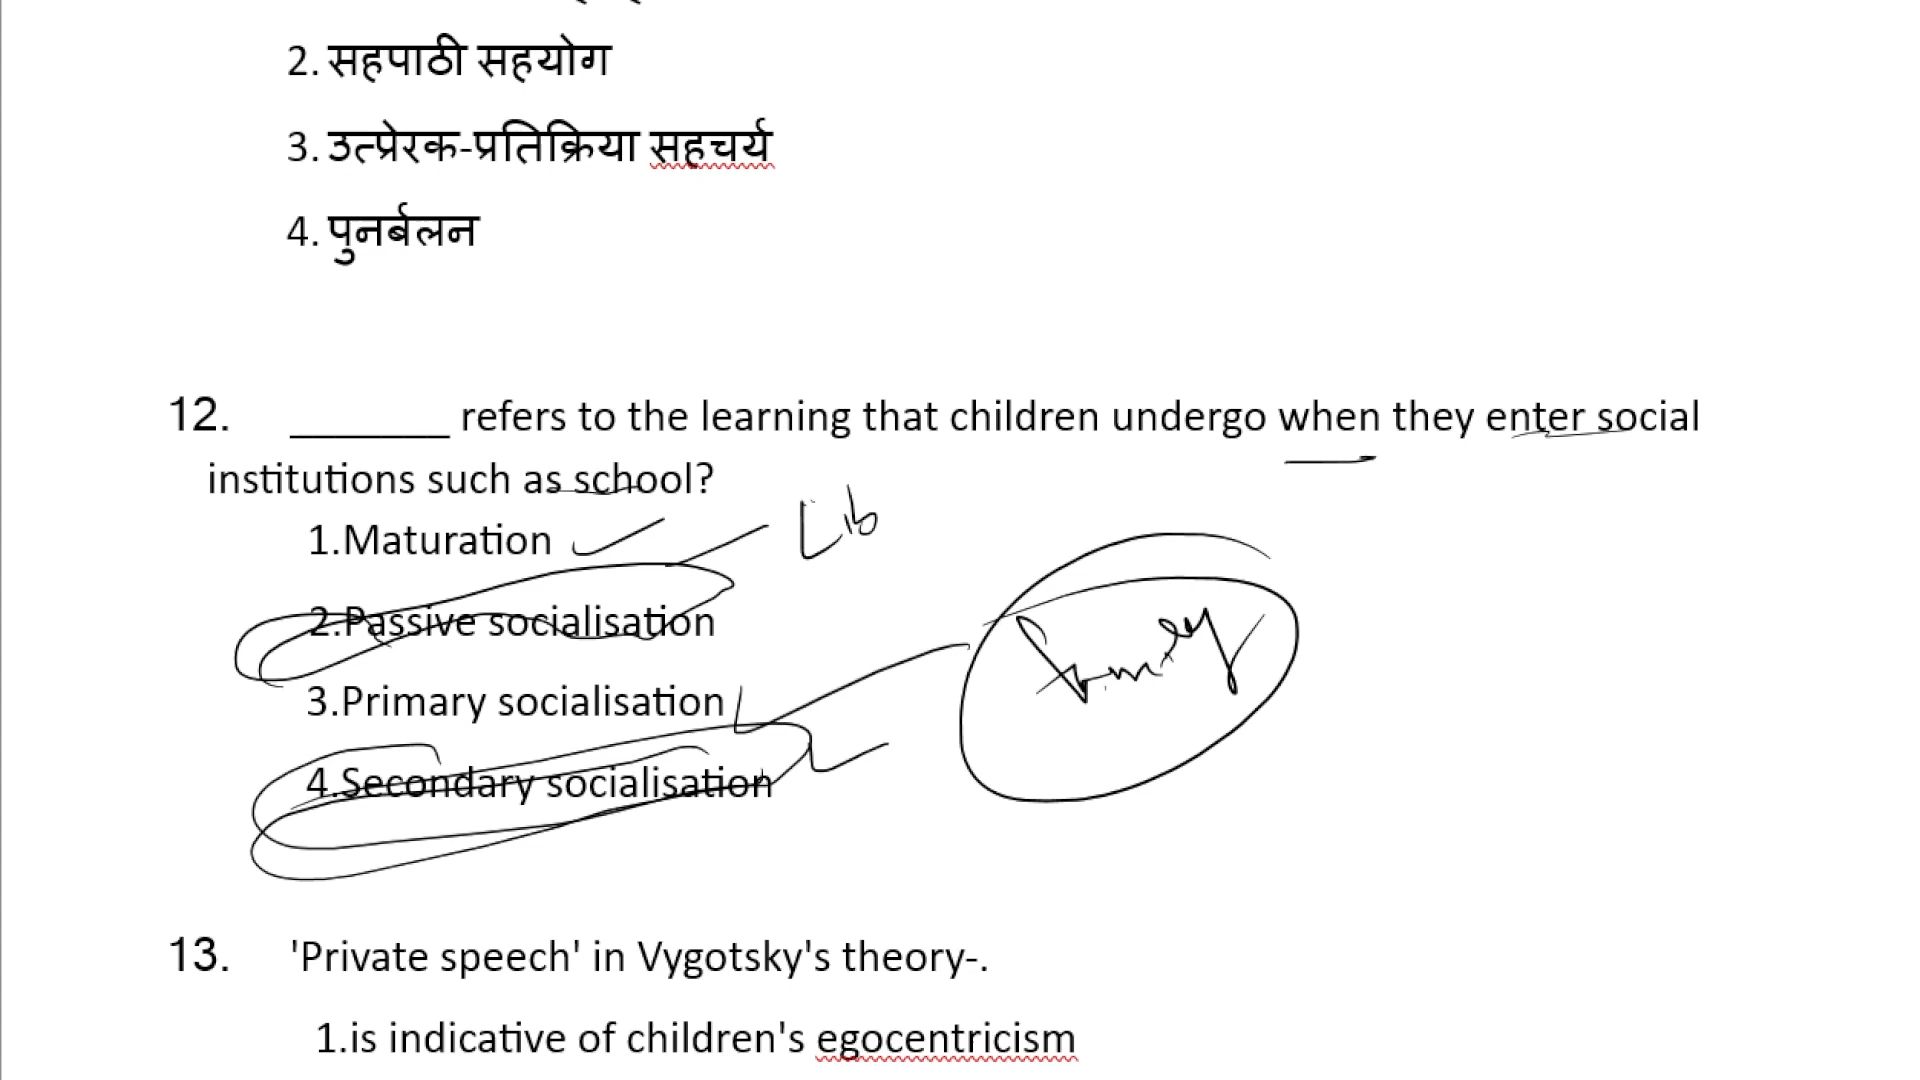 2. सहपाठी सहयोग
3. उत्प्रेरक-प्रतिक्रिया सहचर्य
4. पुनर्बलन
12. _______ refers to the learning that children undergo when they enter social
institutions such as school?
1.Maturation
Lib
2.Passive socialisation
3.Primary socialisation
4.Secondary socialisation
13. 'Private speech' in Vygotsky's theory-.
1.is indicative of children's egocentricism